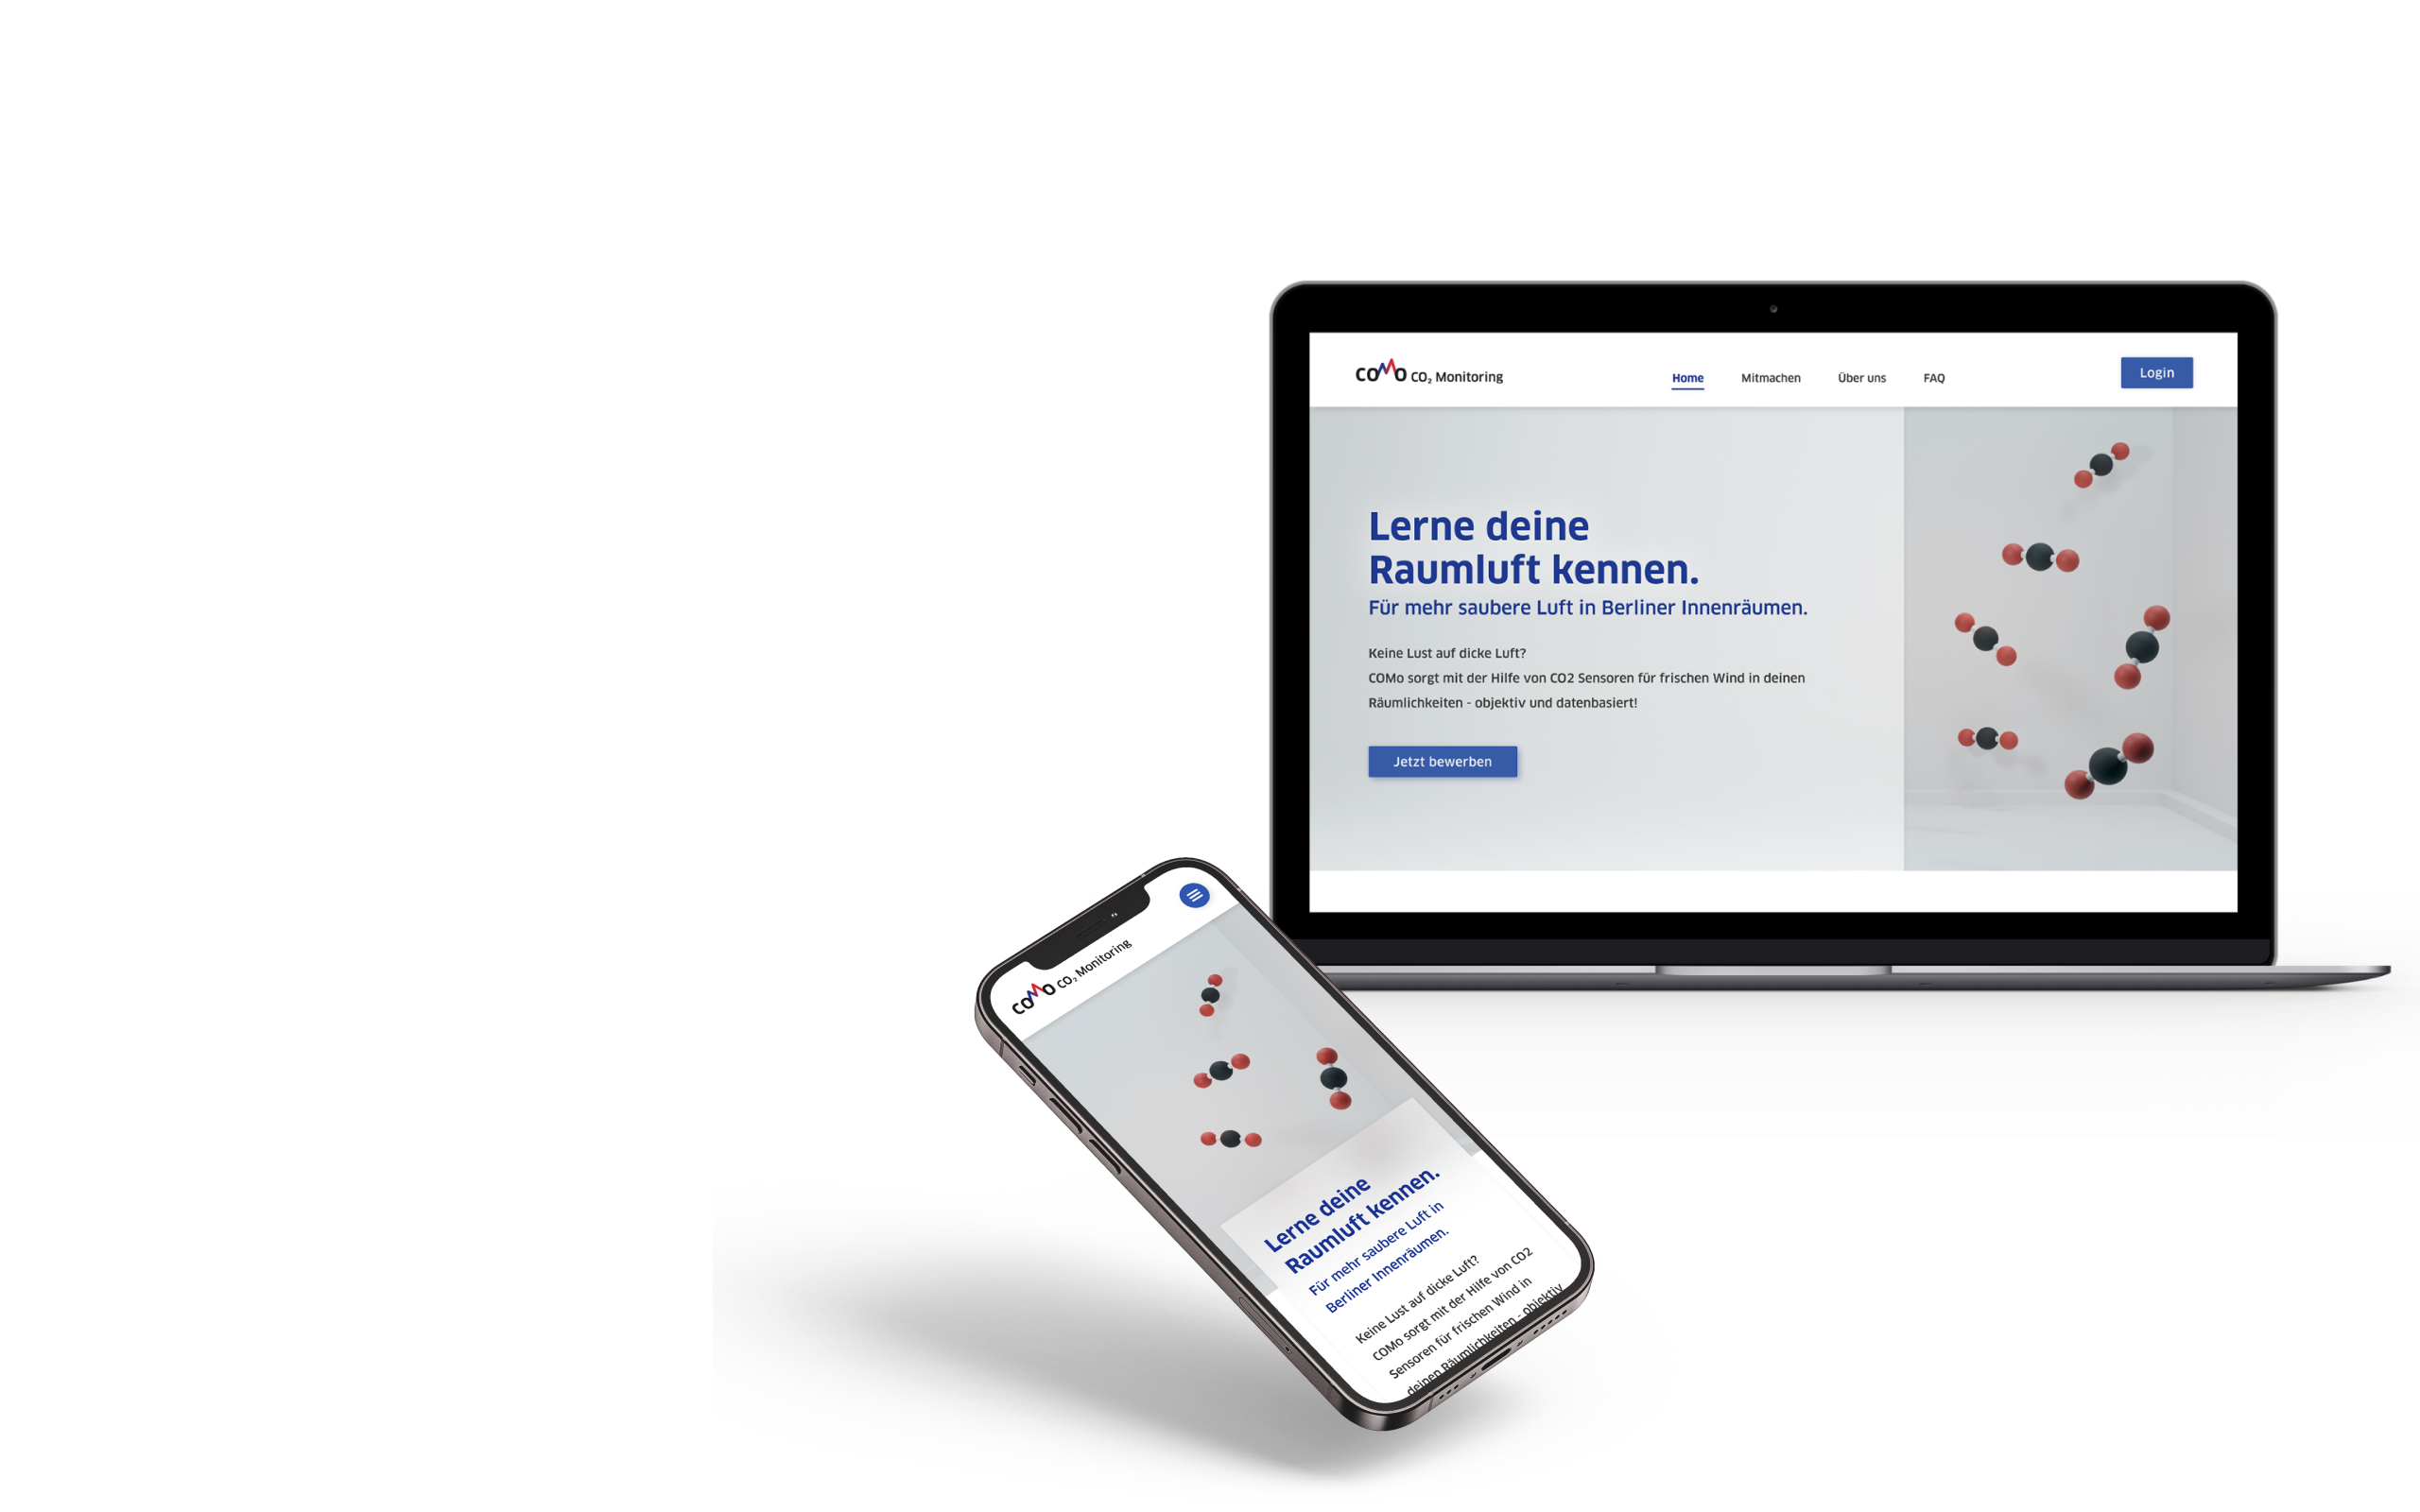 COMO CO₂ Monitoring
Home Mitmachen Über uns FAQ
Login
Lerne deine
Raumluft kennen.
Für mehr saubere Luft in Berliner Innenräumen.
Keine Lust auf dicke Luft?
COMo sorgt mit der Hilfe von CO2 Sensoren für frischen Wind in deinen
Räumlichkeiten - objektiv und datenbasiert!
Jetzt bewerben
COMO CO₂ Monitoring
Lerne deine
Raumluft kennen.
Für mehr saubere Luft in
Berliner Innenräumen.
Keine Lust auf dicke Luft?
COMo sorgt mit der Hilfe von CO2
Sensoren für frischen Wind in
deinen Räumlichkeiten - objektiv